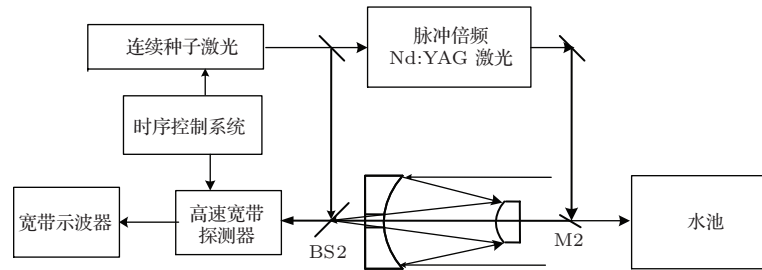 连续种子激光
脉冲倍频
Nd:YAG 激光
时序控制系统
宽带示波器
高速宽带
探测器
BS2
M2
水池